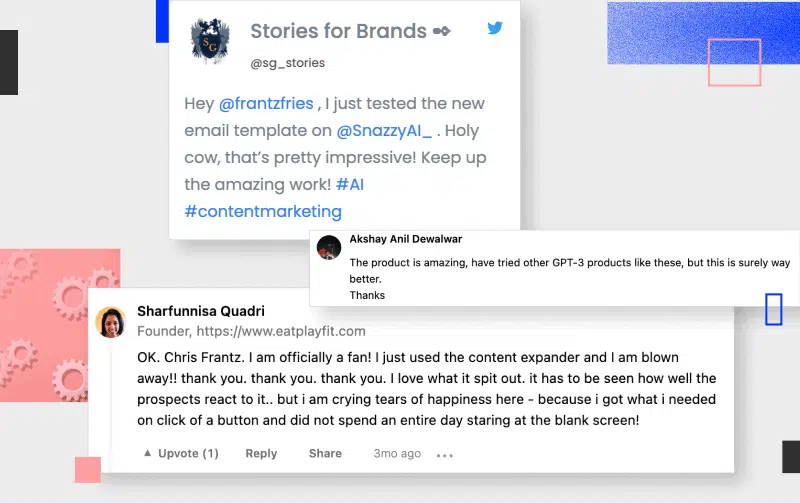 SG
Stories for Brands ✒
@sg_stories
Hey @frantzfries , I just tested the new
email template on @SnazzyAI_ . Holy
cow, that’s pretty impressive! Keep up
the amazing work! #AI
#contentmarketing
Akshay Anil Dewalwar
The product is amazing, have tried other GPT-3 products like these, but this is surely way
better.
Thanks
Sharfunnisa Quadri
Founder, https://www.eatplayfit.com
OK. Chris Frantz. I am officially a fan! I just used the content expander and I am blown
away!! thank you. thank you. thank you. I love what it spit out. it has to be seen how well the
prospects react to it.. but i am crying tears of happiness here - because i got what i needed
on click of a button and did not spend an entire day staring at the blank screen!
▲ Upvote (1) Reply Share 3mo ago •••